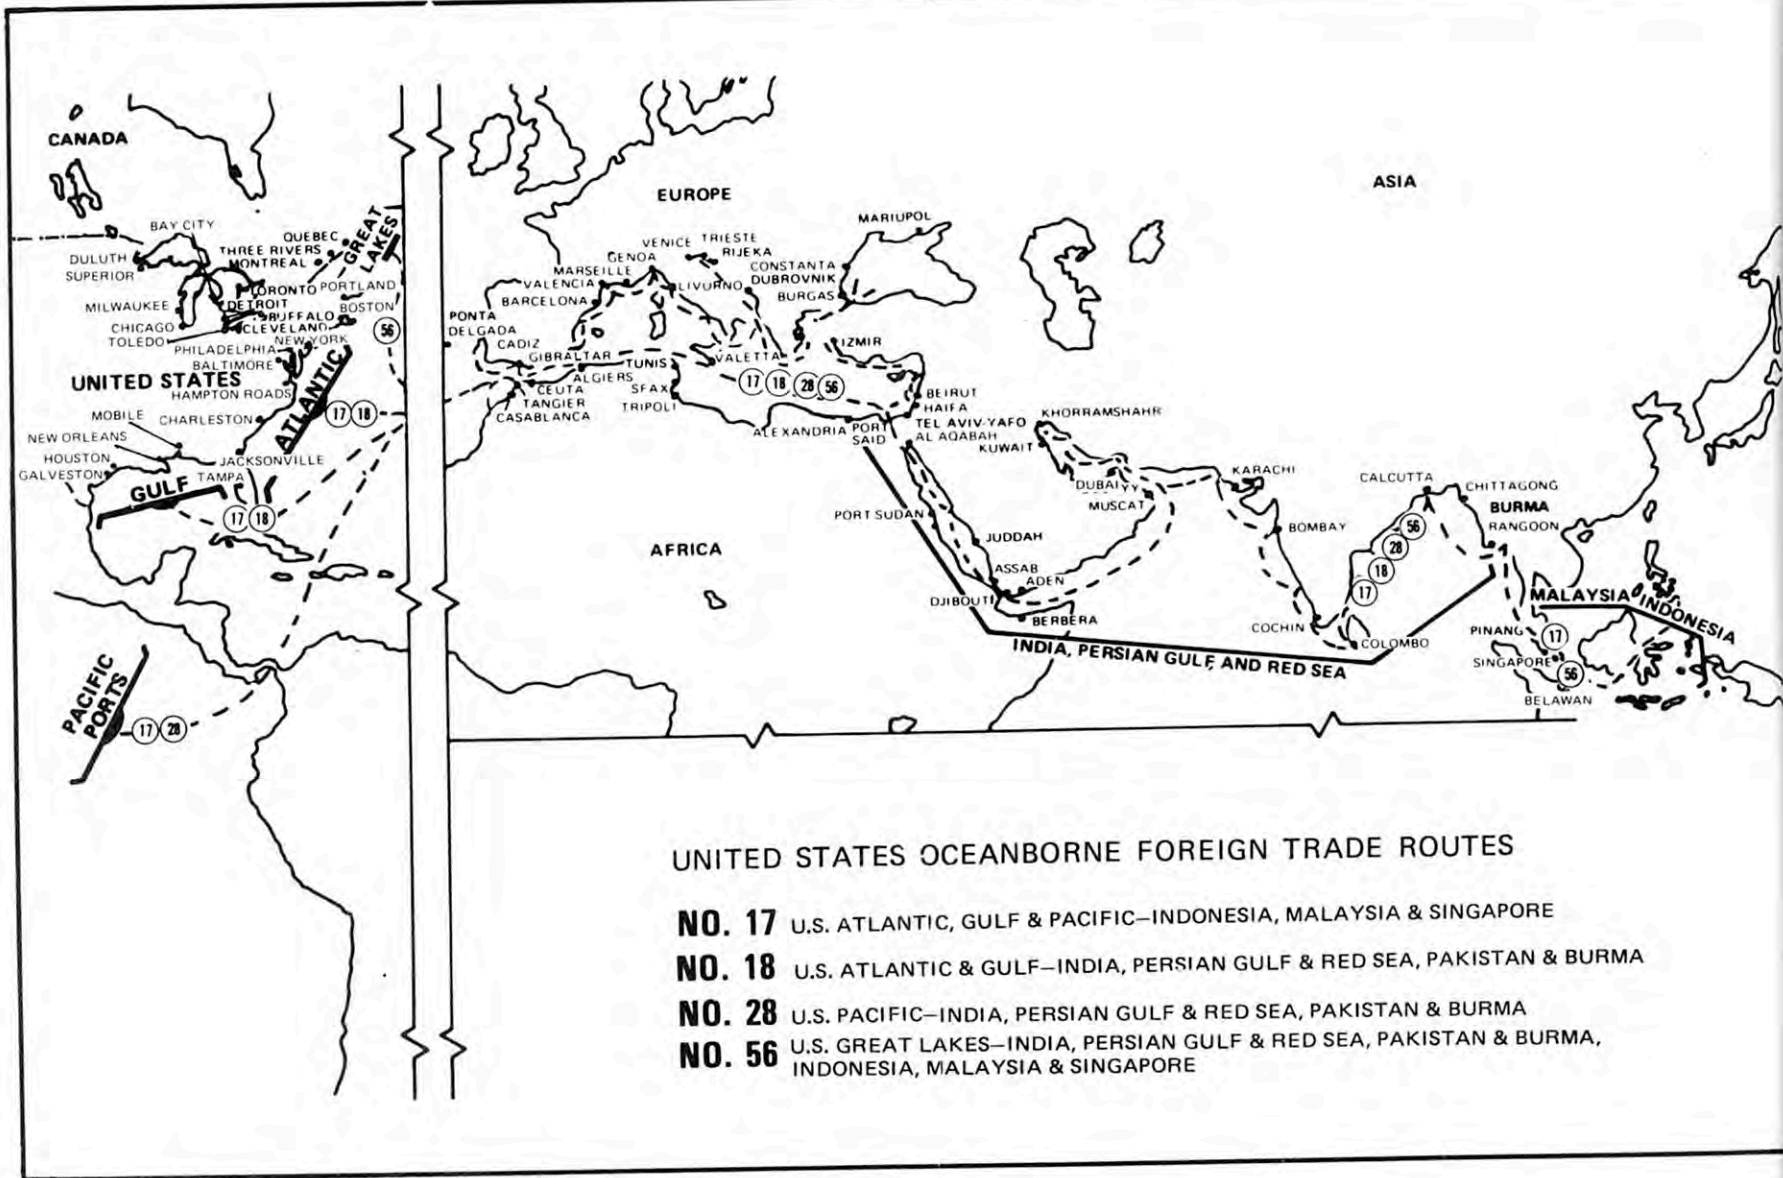 CANADA
EUROPE
ASIA
MARIUPOL
BAY CITY
QUEBEC
GREAT
LAKES
THREE RIVERS
MONTREAL
DULUTH
SUPERIOR
VENICE TRIESTE
RIJEKA
GENOA
MARSEILLE
CONSTANTA
DUBROVNIK
VALENCIA
LIVURNO
BURGAS
BARCELONA
TORONTO PORTLAND
DETROIT
MILWAUKEE
BUFFALO BOSTON
CHICAGO
CLEVELAND
TOLEDO
NEW YORK
56
PHILADELPHIA
BALTIMORE
UNITED STATES
HAMPTON ROADS
ATLANTIC
17 18
PONTA
DELGADA
CADIZ
GIBRALTAR
TUNIS
VALETTA
IZMIR
ALGIERS
CEUTA
TANGIER
CASABLANCA
SFAX
TRIPOLI
17 18 28 56
BEIRUT
HAIFA
ALEXANDRIA
PORT
SAID
TEL AVIV-YAFO
AL AQABAH
KHORRAMSHAHR
KUWAIT
MOBILE
CHARLESTON
NEW ORLEANS
HOUSTON
GALVESTON
JACKSONVILLE
TAMPA
GULF
17 18
DUBAI
MUSCAT
KARACHI
CALCUTTA
CHITTAGONG
BURMA
RANGOON
PORT SUDAN
JUDDAH
BOMBAY
56
28
18
17
AFRICA
ASSAB
ADEN
DJIBOUTI
BERBERA
COCHIN
COLOMBO
MALAYSIA INDONESIA
PINANG
17
SINGAPORE
56
BELAWAN
INDIA, PERSIAN GULF, AND RED SEA
PACIFIC
PORTS
17 28
UNITED STATES OCEANBORNE FOREIGN TRADE ROUTES
NO. 17 U.S. ATLANTIC, GULF & PACIFIC–INDONESIA, MALAYSIA & SINGAPORE
NO. 18 U.S. ATLANTIC & GULF–INDIA, PERSIAN GULF & RED SEA, PAKISTAN & BURMA
NO. 28 U.S. PACIFIC–INDIA, PERSIAN GULF & RED SEA, PAKISTAN & BURMA
NO. 56 U.S. GREAT LAKES–INDIA, PERSIAN GULF & RED SEA, PAKISTAN & BURMA,
INDONESIA, MALAYSIA & SINGAPORE